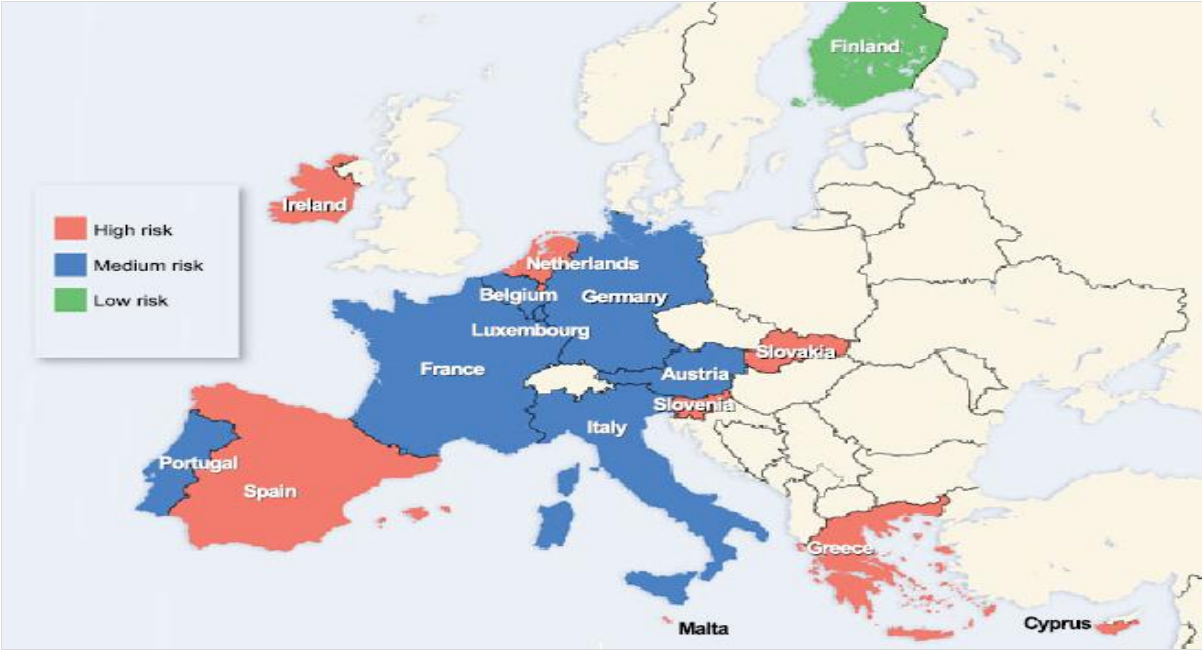 Finland
Ireland
High risk
Medium risk
Low risk
Netherlands
Belgium
Germany
Luxembourg
Slovakia
France
Austria
Slovenia
Italy
Portugal
Spain
Greece
Cyprus
Malta